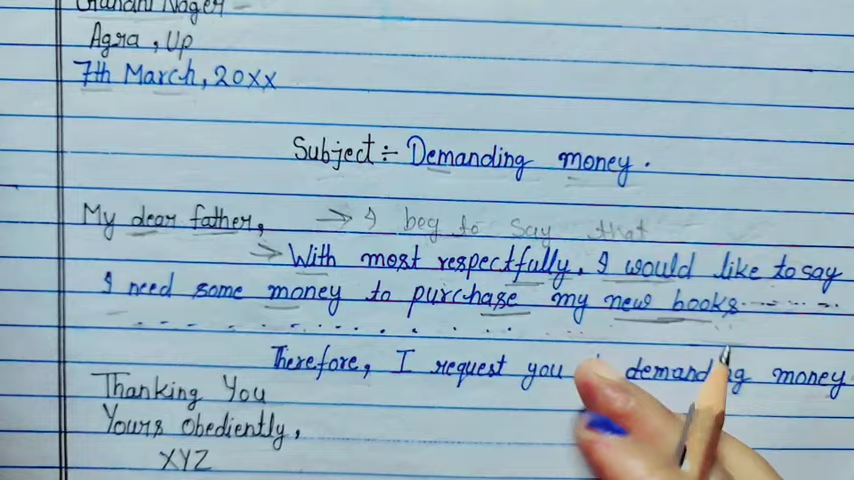 Agra, Up
7th March, 20xx
Subject :- Demanding money.
My dear father, → I beg to say that
→ With most respectfully, I would like to say
I need some money to purchase my new books......
Therefore, I request you demanding money.
Thanking You
Yours Obediently,
XYZ